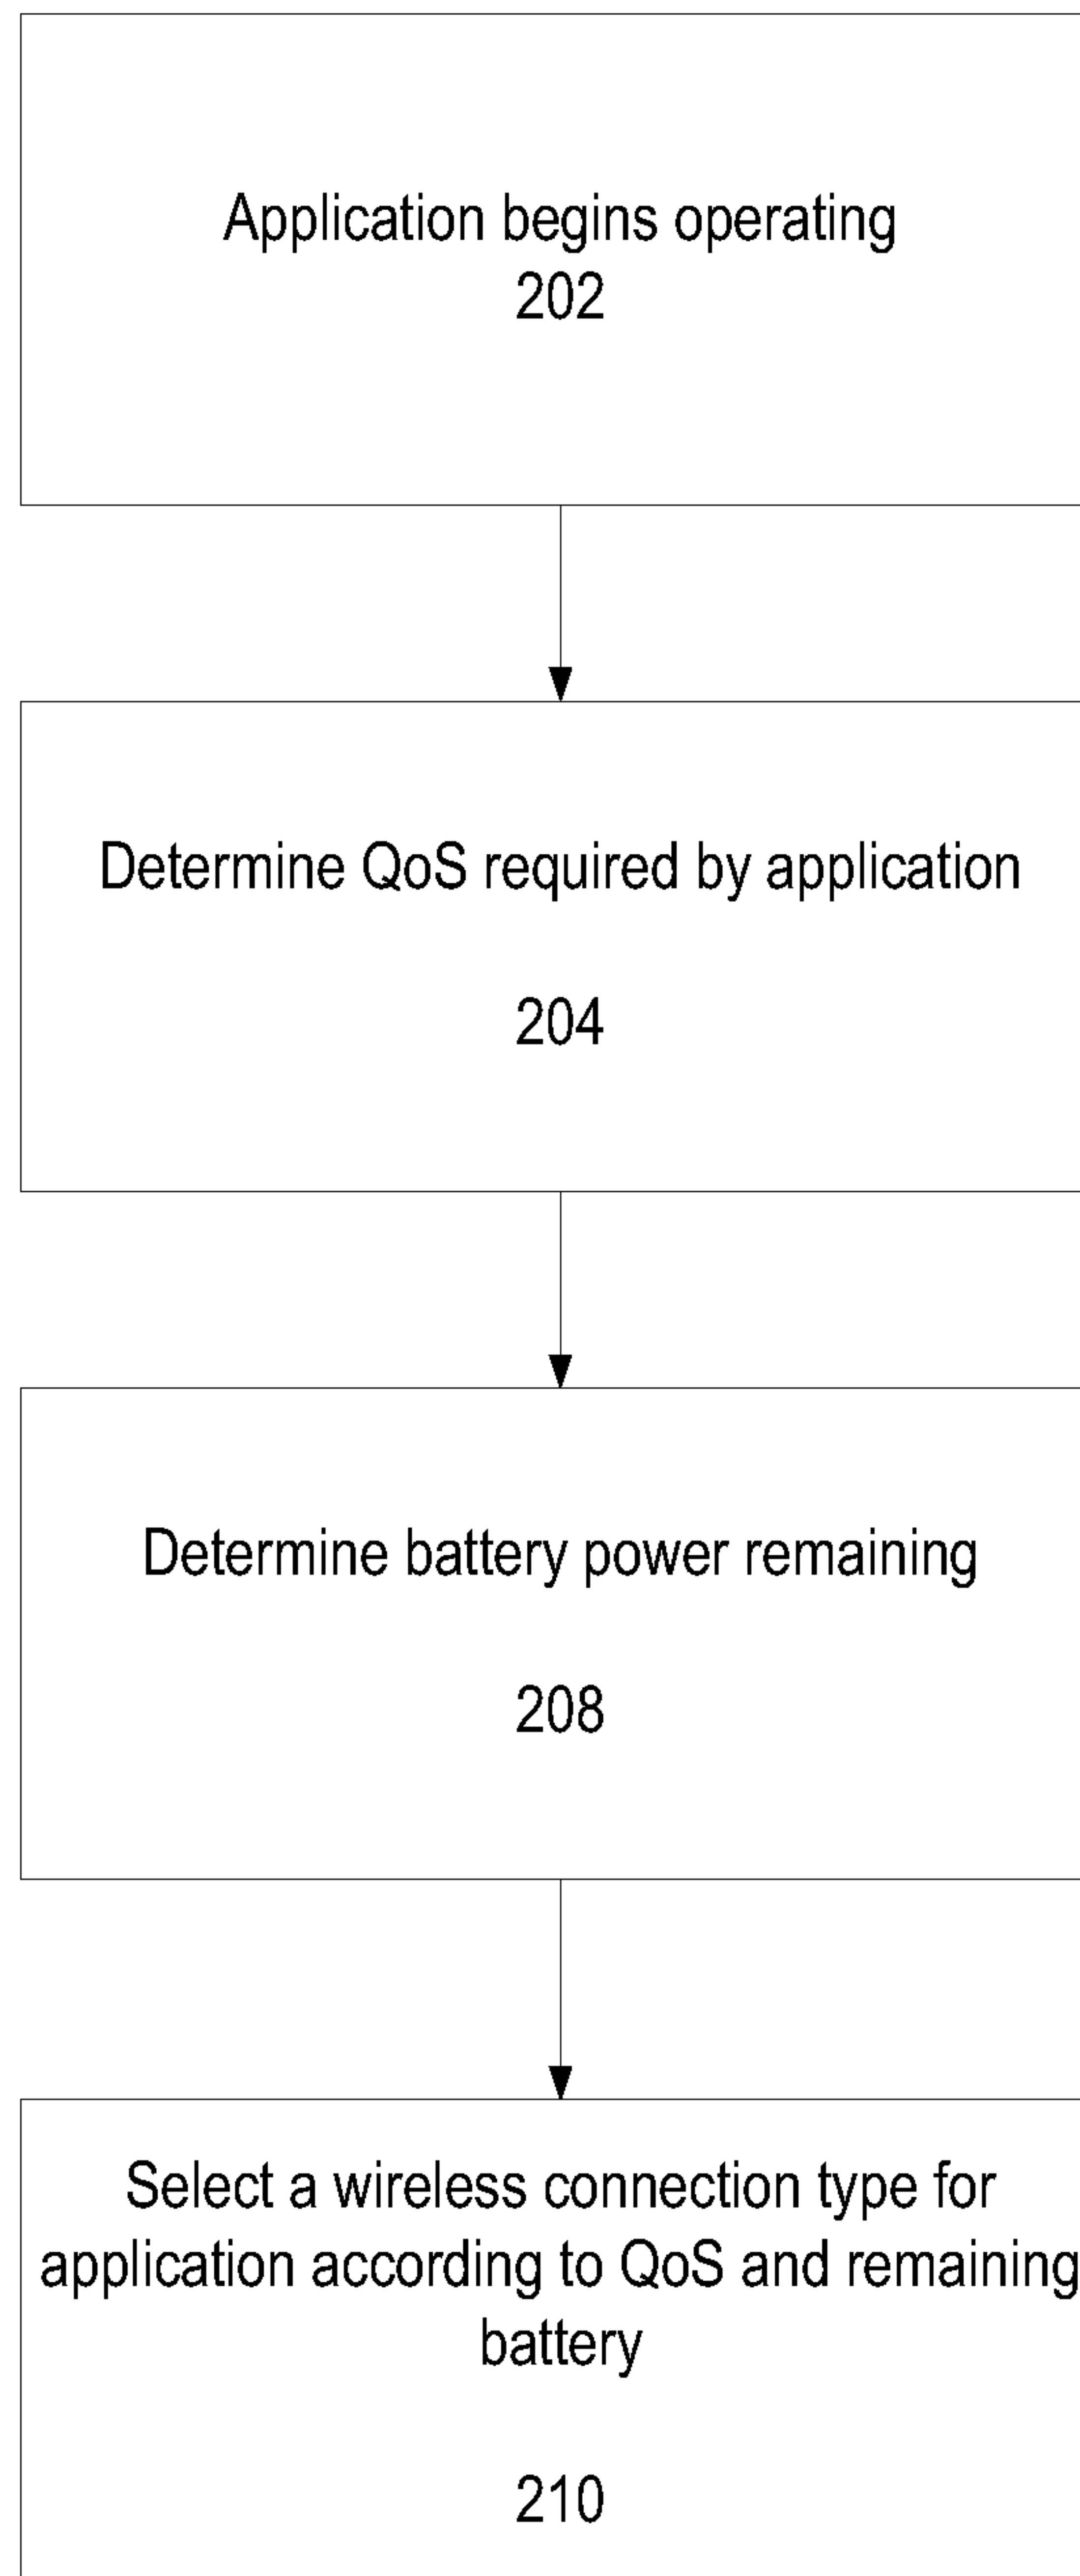 Application begins operating
202
Determine QoS required by application
204
Determine battery power remaining
208
Select a wireless connection type for
application according to QoS and remaining
battery
210